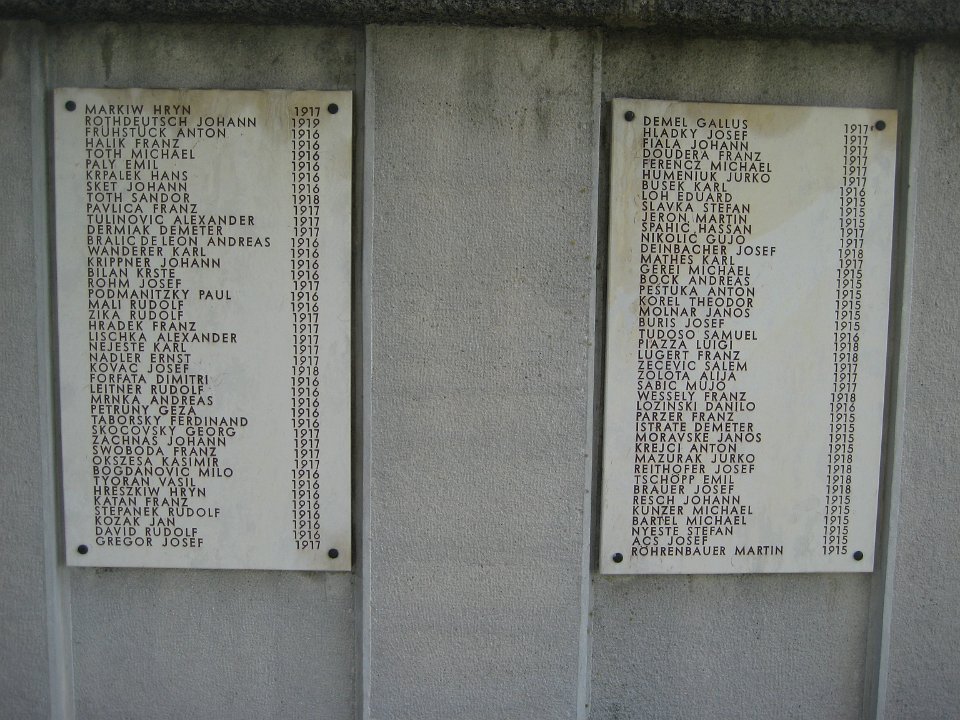 MARKIW HRYN 1917
ROTHDEUTSCH JOHANN 1919
FRÜHSTÜCK ANTON 1916
HALIK FRANZ 1916
TOTH MICHAEL 1916
PALY EMIL 1916
KRPALEK HANS 1916
SKET JOHANN 1916
TOTH SANDOR 1918
PAVLICA FRANZ 1917
TULINOVIC ALEXANDER 1917
DERMIAK DEMETER 1917
BRALIC DE LEON ANDREAS 1916
WANDERER KARL 1916
KRIPPNER JOHANN 1916
BILAN KRSTE 1916
RÖHM JOSEF 1917
PODMANITZKY PAUL 1916
MALI RUDOLF 1916
ZIKA RUDOLF 1917
HRADEK FRANZ 1917
LISCHKA ALEXANDER 1917
NEJESTE KARL 1917
NADLER ERNST 1917
KOVAC JOSEF 1918
FORFATA DIMITRI 1916
LEITNER RUDOLF 1916
MRNKA ANDREAS 1916
PETRUNY GEZA 1916
TABORSKY FERDINAND 1916
SKOCOVSKY GEORG 1917
ZACHNAS JOHANN 1917
SWOBODA FRANZ 1917
OKSZESA KASIMIR 1917
BOGDANOVIC MILO 1916
TYORAN VASIL 1916
HRESZKIW HRYN 1916
KATAN FRANZ 1916
STEPANEK RUDOLF 1916
KOZAK JAN 1916
DAVID RUDOLF 1916
GREGOR JOSEF 1917
DEMEL GALLUS 1917
HLADKY JOSEF 1917
FIALA JOHANN 1917
DOUDERA FRANZ 1917
FERENCZ MICHAEL 1917
HUMENIUK JURKO 1917
BUSEK KARL 1916
LOH EDUARD 1915
SLAVKA STEFAN 1915
JERON MARTIN 1915
SPAHIC HASSAN 1917
NIKOLIC GUJO 1917
DEINBACHER JOSEF 1918
MATHES KARL 1917
GEREI MICHAEL 1915
BOCK ANDREAS 1915
PESTUKA ANTON 1915
KOREL THEODOR 1915
MOLNAR JANOS 1915
BURIS JOSEF 1915
TUDOSO SAMUEL 1916
PIAZZA LUIGI 1918
LUGERT FRANZ 1918
ZECEVIC SALEM 1917
ZOLOTA ALIJA 1917
SABIC MUJO 1917
WESSELY FRANZ 1918
LOZINSKI DANILO 1916
PARZER FRANZ 1915
ISTRATE DEMETER 1915
MORAVSKE JANOS 1915
KREJCI ANTON 1915
MAZURAK JURKO 1918
REITHOFER JOSEF 1918
TSCHÖPP EMIL 1918
BRAUER JOSEF 1918
RESCH JOHANN 1915
KUNZER MICHAEL 1915
BARTEL MICHAEL 1915
NYESTE STEFAN 1915
ACS JOSEF 1915
RÖHRENBAUER MARTIN 1915